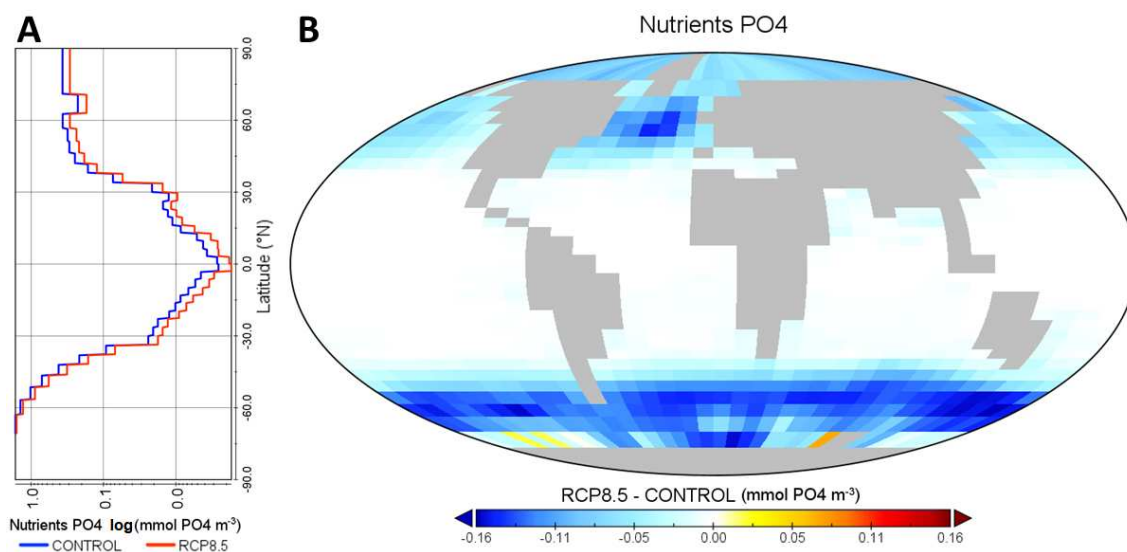 A
B
Nutrients PO4
90.0
60.0
30.0
0.0
-30.0
-60.0
-90.0
Latitude (°N)
1.0
0.1
0.0
Nutrients PO4 log(mmol PO4 m⁻³)
CONTROL
RCP8.5
RCP8.5 - CONTROL (mmol PO4 m⁻³)
-0.16 -0.11 -0.05 0.00 0.05 0.11 0.16